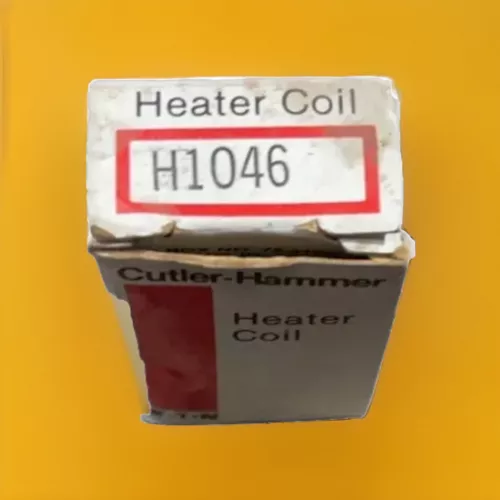 Heater Coil
H1046
Cutler-Hammer
Heater
Coil